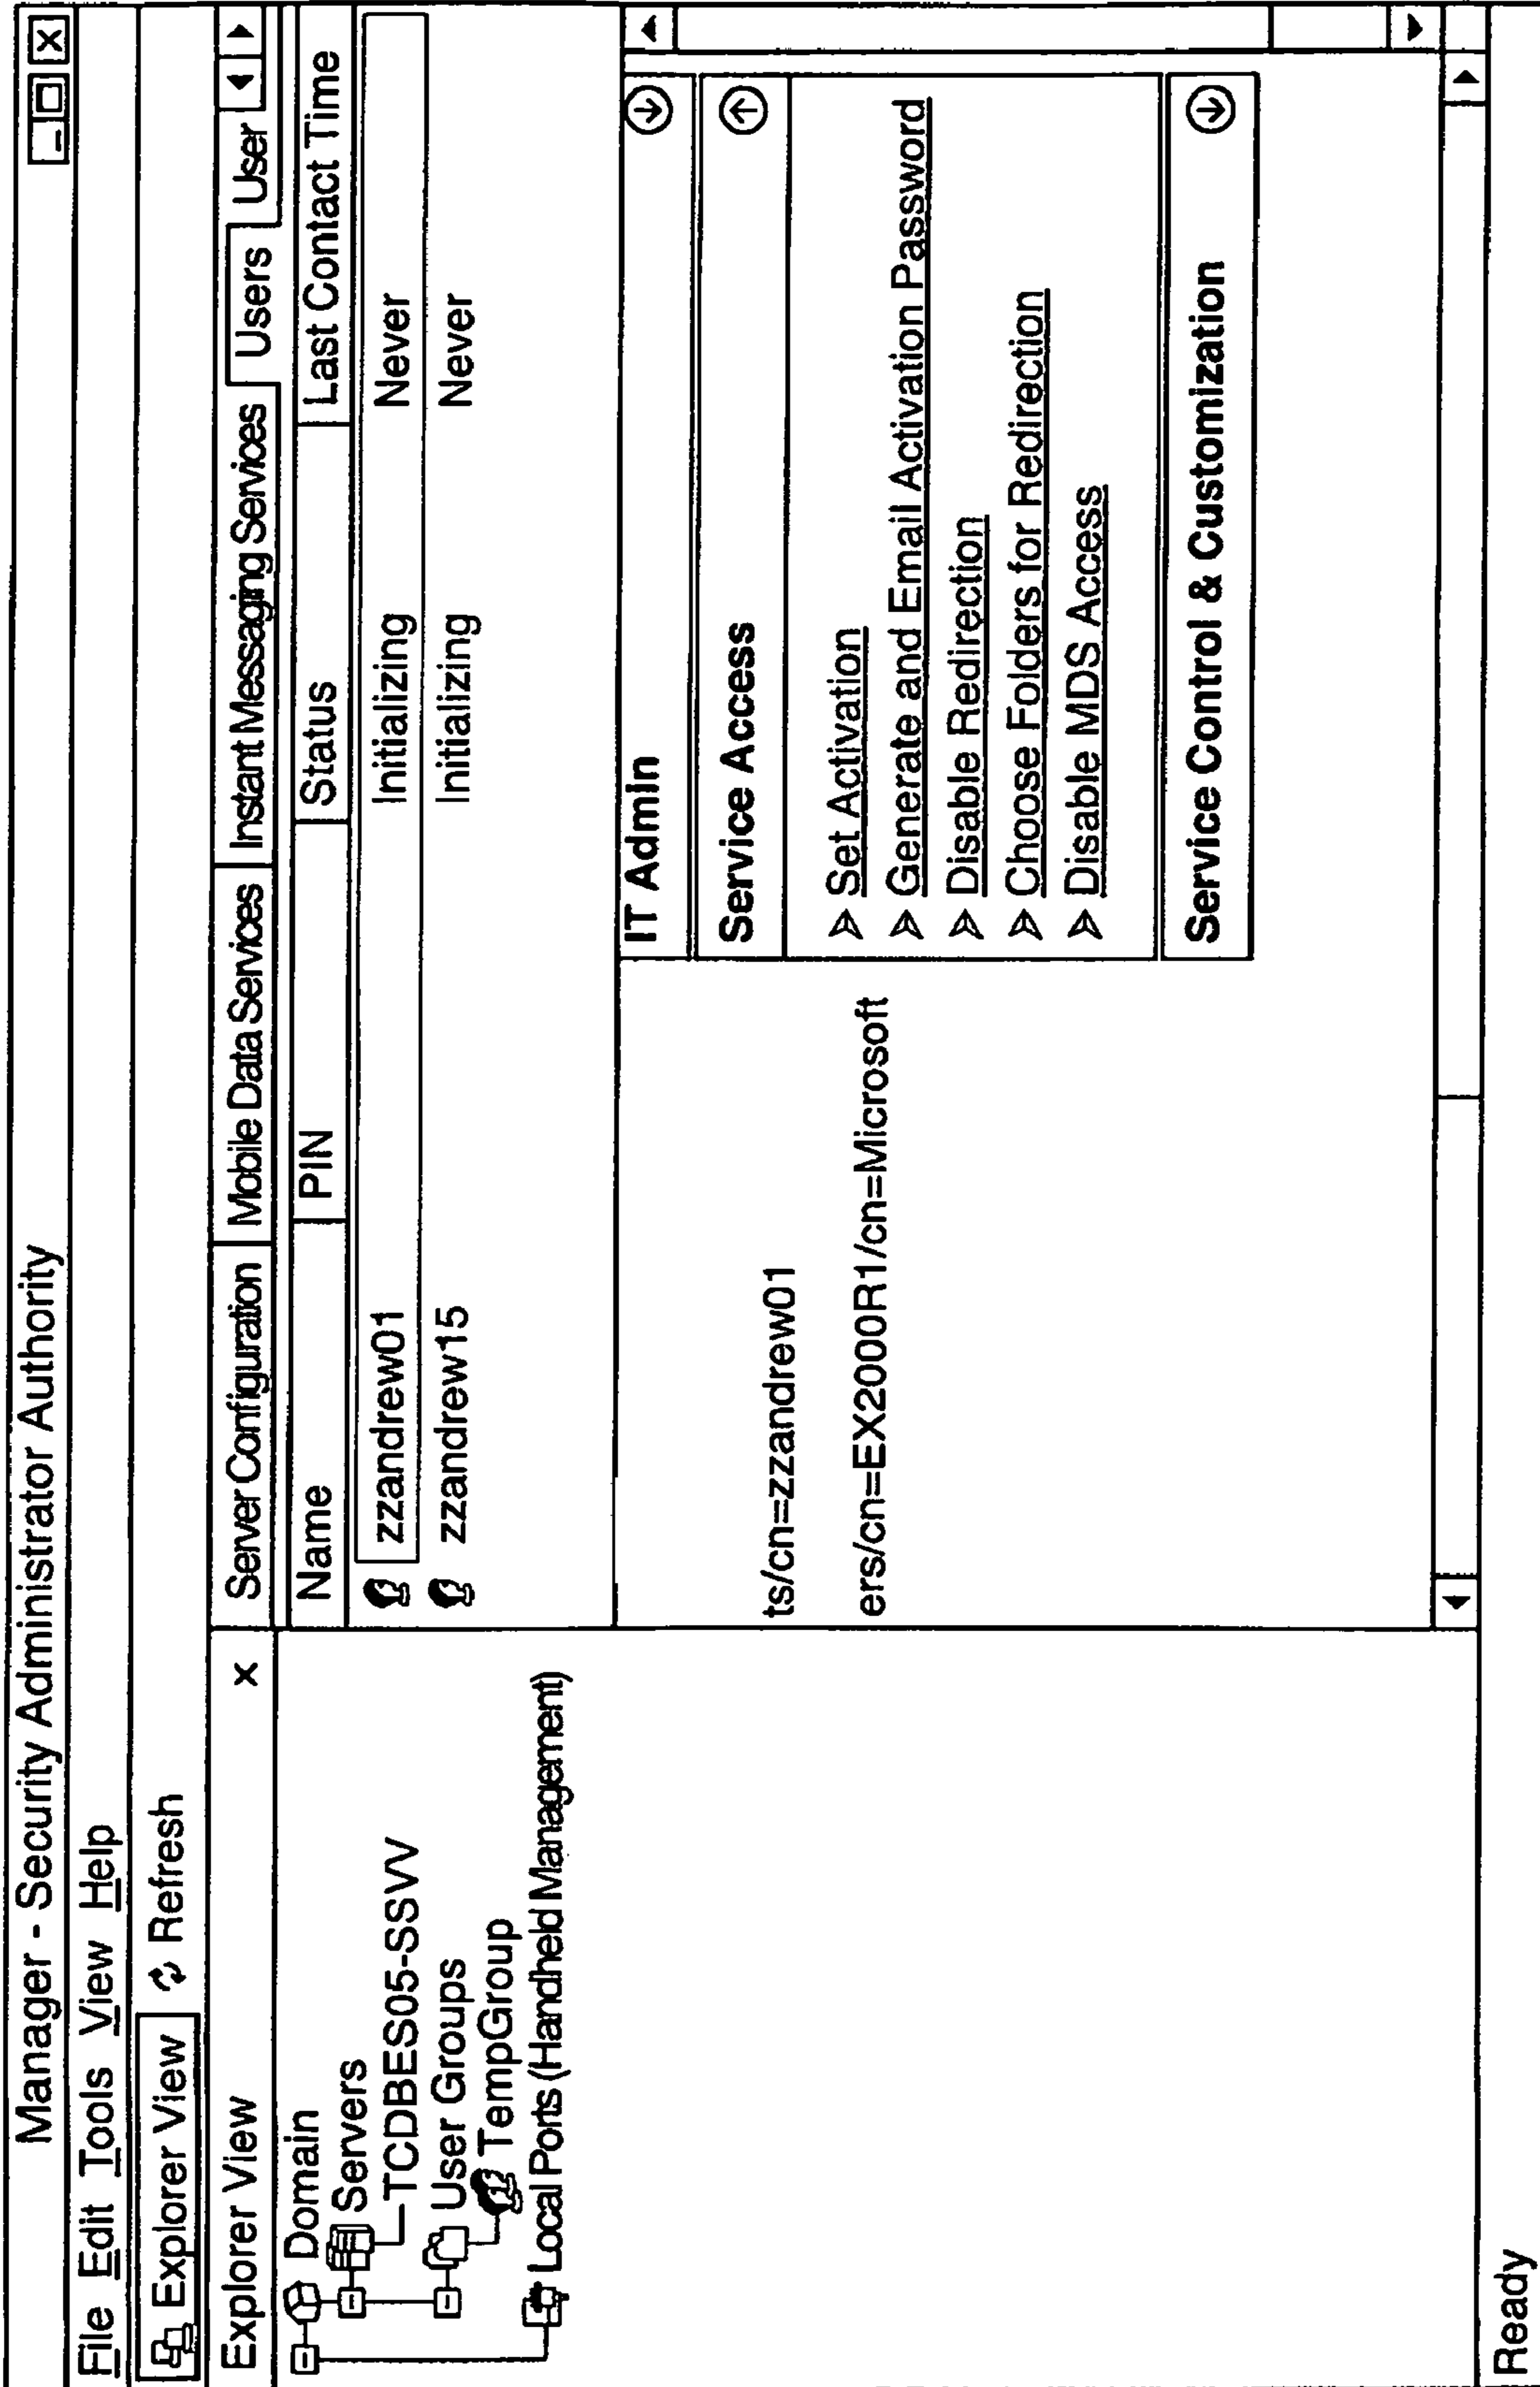 Manager - Security Administrator Authority
File Edit Tools View Help
Explorer View Refresh
Explorer View x
Domain
Servers
TCDBES05-SSVV
User Groups
TempGroup
Local Ports (Handheld Management)
Server Configuration Mobile Data Services Instant Messaging Services Users User
Name PIN Status Last Contact Time
zzandrew01 Initializing Never
zzandrew15 Initializing Never
ts/cn=zzandrew01
ers/cn=EX2000R1/cn=Microsoft
IT Admin
Service Access
Set Activation
Generate and Email Activation Password
Disable Redirection
Choose Folders for Redirection
Disable MDS Access
Service Control & Customization
Ready